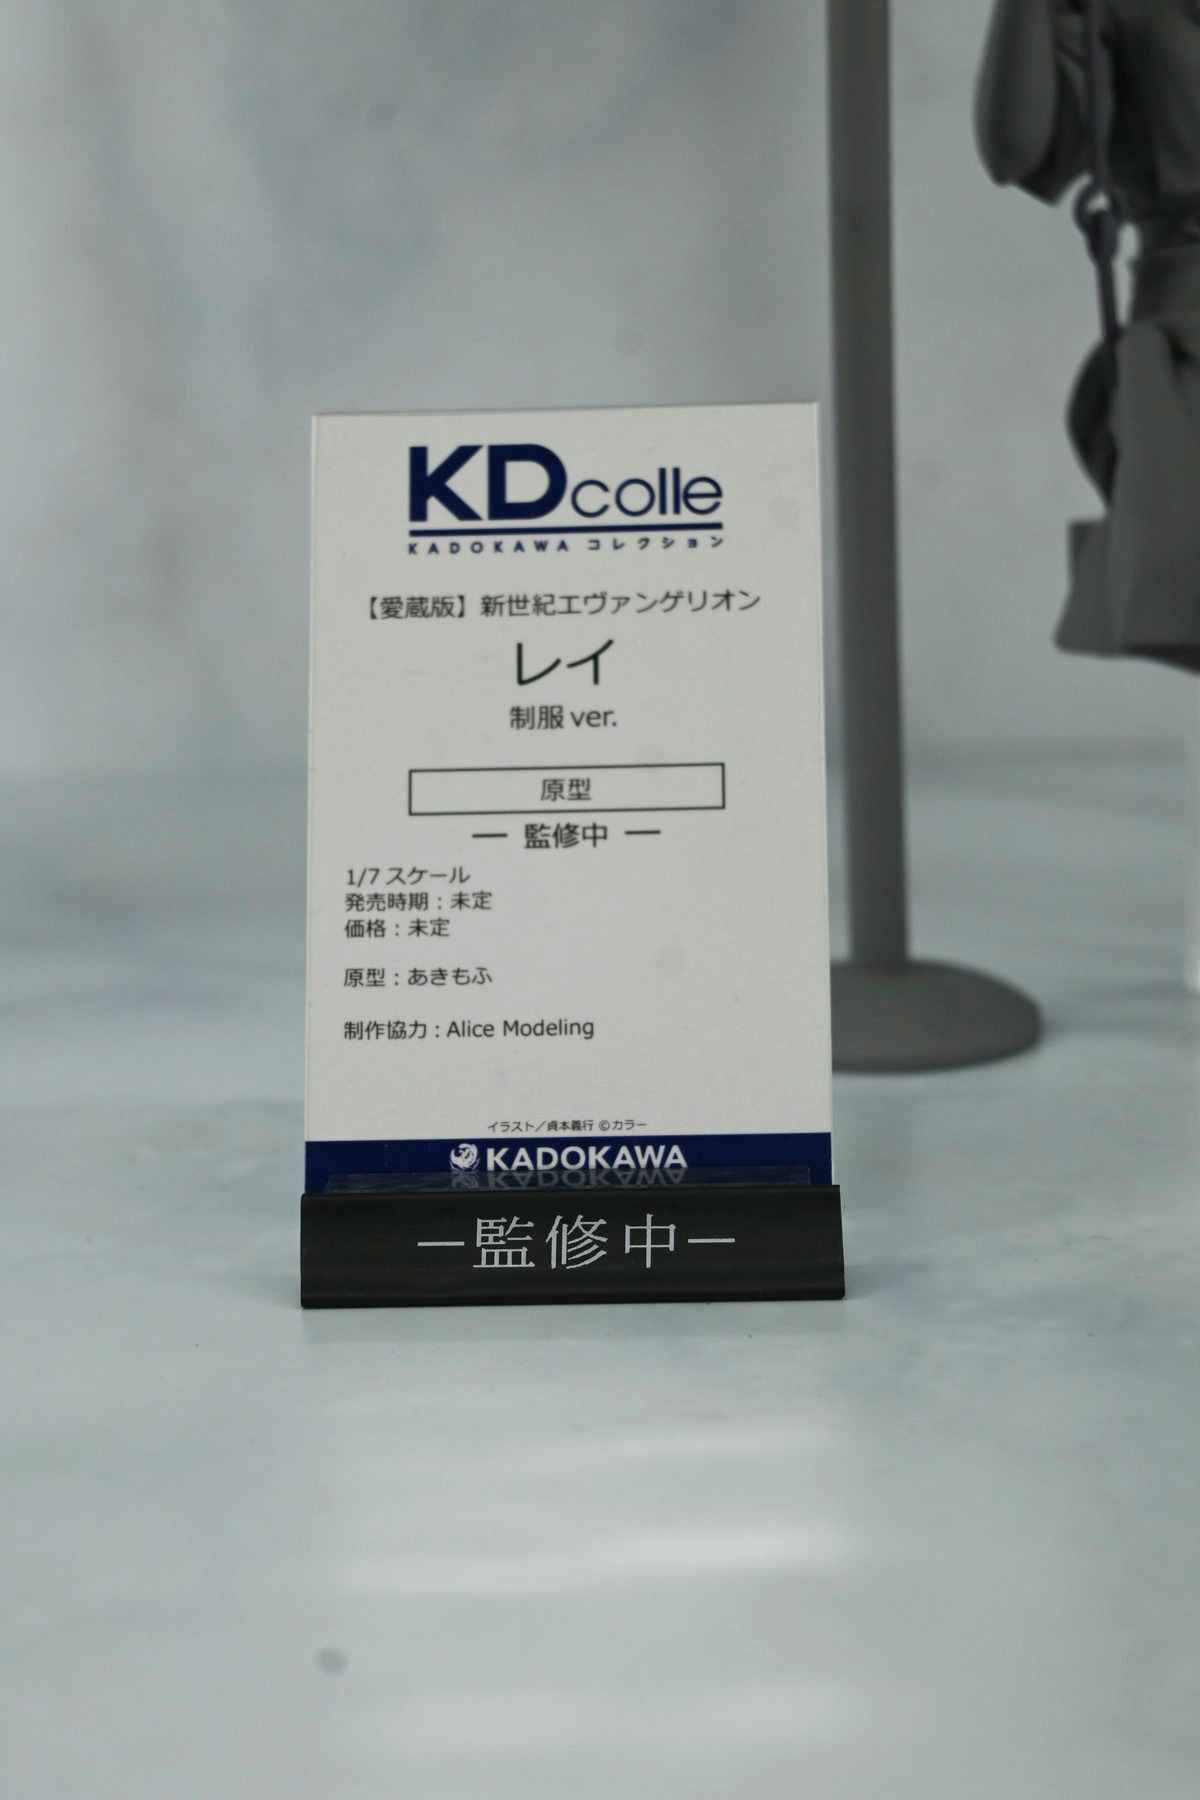 KDcolle
KADOKAWA コレクション
【愛蔵版】新世紀エヴァンゲリオン
レイ
制服 ver.
原型
— 監修中 —
1/7 スケール
発売時期：未定
価格：未定
原型：あきもふ
制作協力：Alice Modeling
イラスト／貞本義行 ©カラー
KADOKAWA
—監修中—